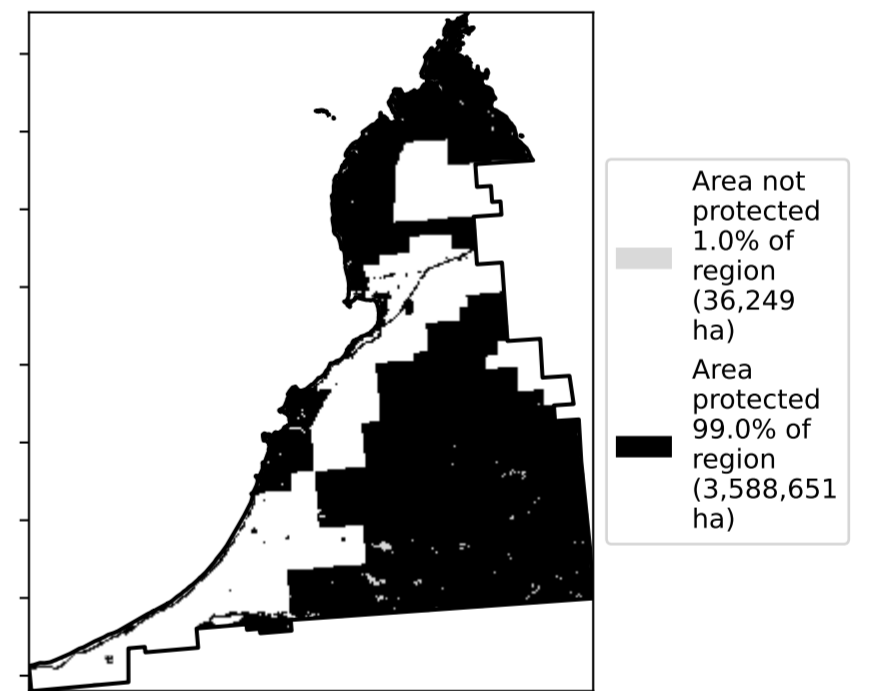 Area not
protected
1.0% of
region
(36,249
ha)
Area
protected
99.0% of
region
(3,588,651
ha)